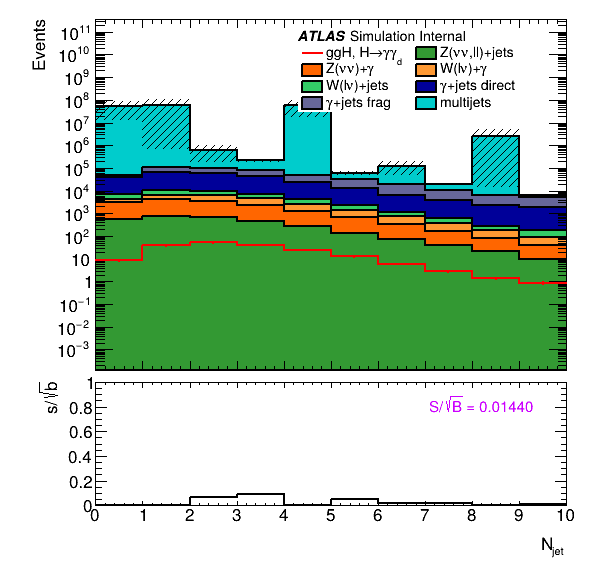 Events
ATLAS Simulation Internal
ggH, H→γγ_d
Z(νν,ll)+jets
Z(νν)+γ
W(lν)+γ
W(lν)+jets
γ+jets direct
γ+jets frag
multijets
10¹¹
10¹⁰
10⁹
10⁸
10⁷
10⁶
10⁵
10⁴
10³
10²
10
1
10⁻¹
10⁻²
10⁻³
s/√b
S/√B = 0.01440
1
0.8
0.6
0.4
0.2
0
0 1 2 3 4 5 6 7 8 9 10
N_jet